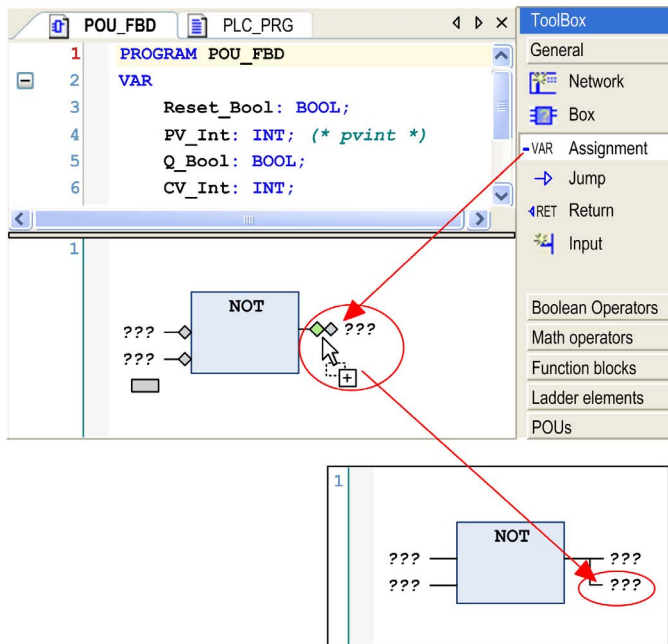 POU_FBD
PLC_PRG
1 PROGRAM POU_FBD
2 VAR
3 Reset_Bool: BOOL;
4 PV_Int: INT; (* pvint *)
5 Q_Bool: BOOL;
6 CV_Int: INT;
1
NOT
???
???
???
ToolBox
General
Network
Box
VAR Assignment
Jump
RET Return
Input
Boolean Operators
Math operators
Function blocks
Ladder elements
POUs
1
NOT
??? ???
??? ???